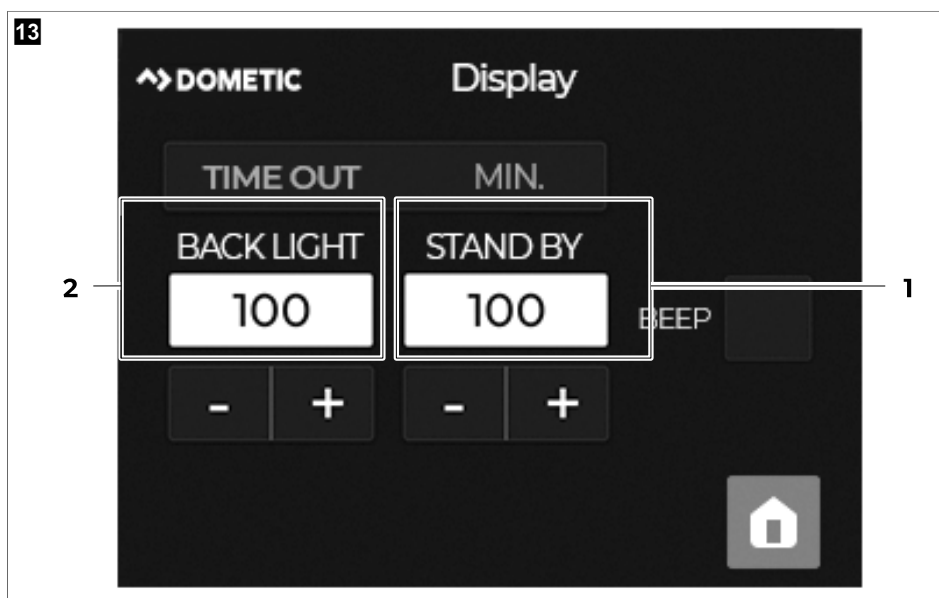 13
DOMETIC Display
TIME OUT MIN.
BACK LIGHT STAND BY
2 100 100 BEEP 1
- + - +